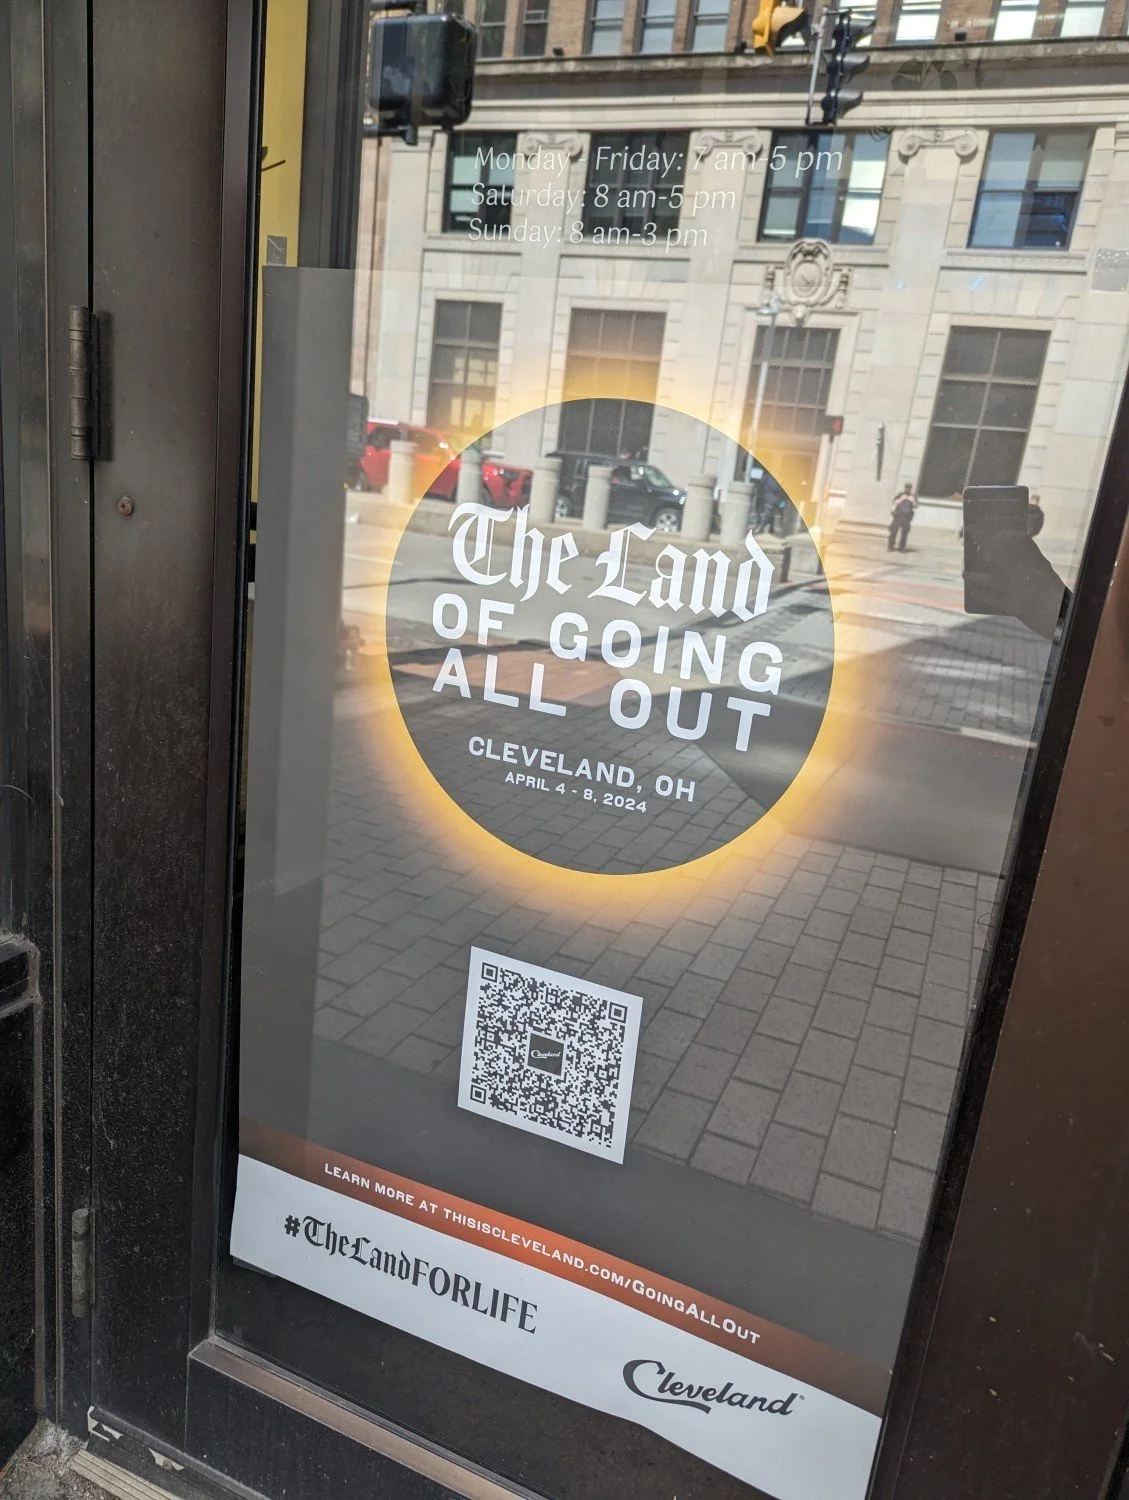 Monday - Friday: 7 am-5 pm
Saturday: 8 am-5 pm
Sunday: 8 am-3 pm
The Land
OF GOING
ALL OUT
CLEVELAND, OH
APRIL 4 - 8, 2024
Cleveland
LEARN MORE AT THISISCLEVELAND.COM/GOINGALLOUT
#TheLandFORLIFE
Cleveland®